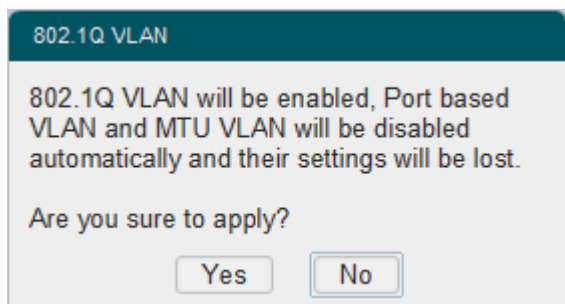 802.1Q VLAN
802.1Q VLAN will be enabled, Port based
VLAN and MTU VLAN will be disabled
automatically and their settings will be lost.
Are you sure to apply?
Yes No